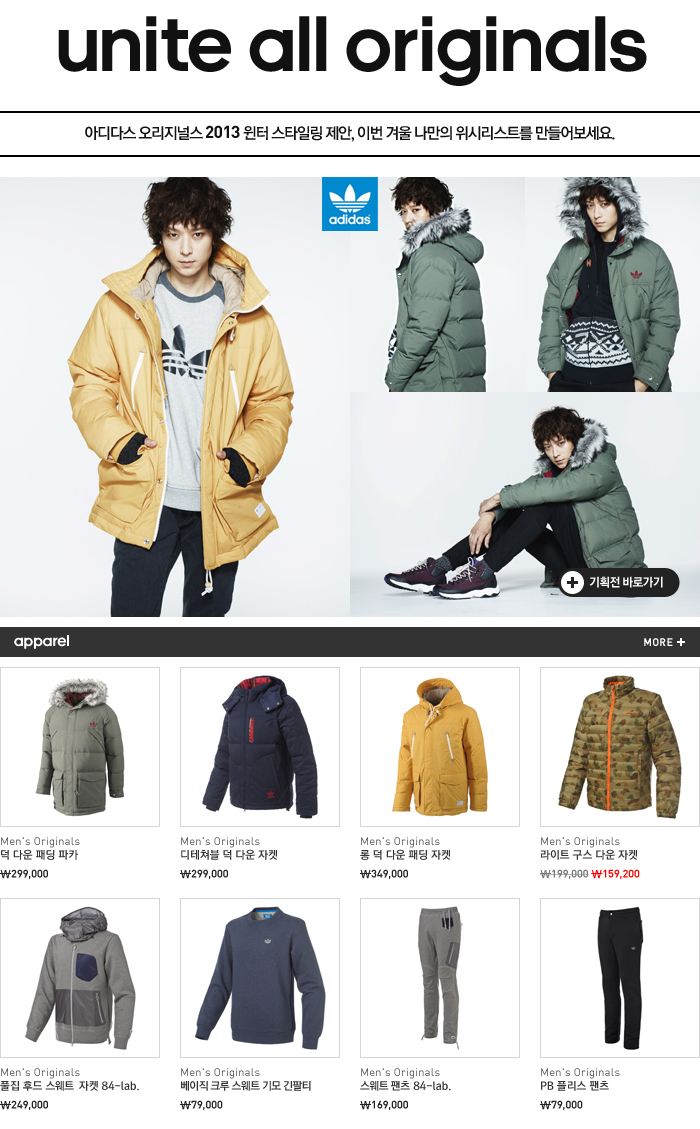 unite all originals
아디다스 오리지널스 2013 윈터 스타일링 제안, 이번 겨울 나만의 위시리스트를 만들어보세요.
adidas
기획전 바로가기
apparel
MORE +
Men's Originals
덕 다운 패딩 파카
₩299,000
Men's Originals
디테쳐블 덕 다운 자켓
₩299,000
Men's Originals
롱 덕 다운 패딩 자켓
₩349,000
Men's Originals
라이트 구스 다운 자켓
₩199,000 ₩159,200
Men's Originals
풀집 후드 스웨트 자켓 84-lab.
₩249,000
Men's Originals
베이직 크루 스웨트 기모 긴팔티
₩79,000
Men's Originals
스웨트 팬츠 84-lab.
₩169,000
Men's Originals
PB 플리스 팬츠
₩79,000